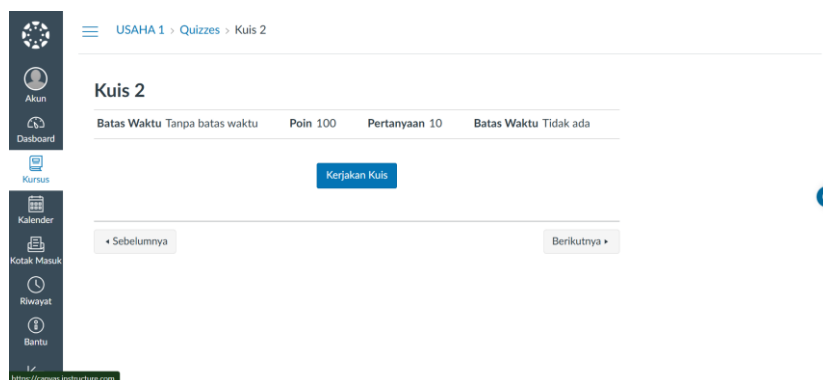 USAHA 1 > Quizzes > Kuis 2
Akun
Dasboard
Kursus
Kalender
Kotak Masuk
Riwayat
Bantu
Kuis 2
Batas Waktu Tanpa batas waktu Poin 100 Pertanyaan 10 Batas Waktu Tidak ada
Kerjakan Kuis
◂ Sebelumnya
Berikutnya ▸
https://canvas.instructure.com